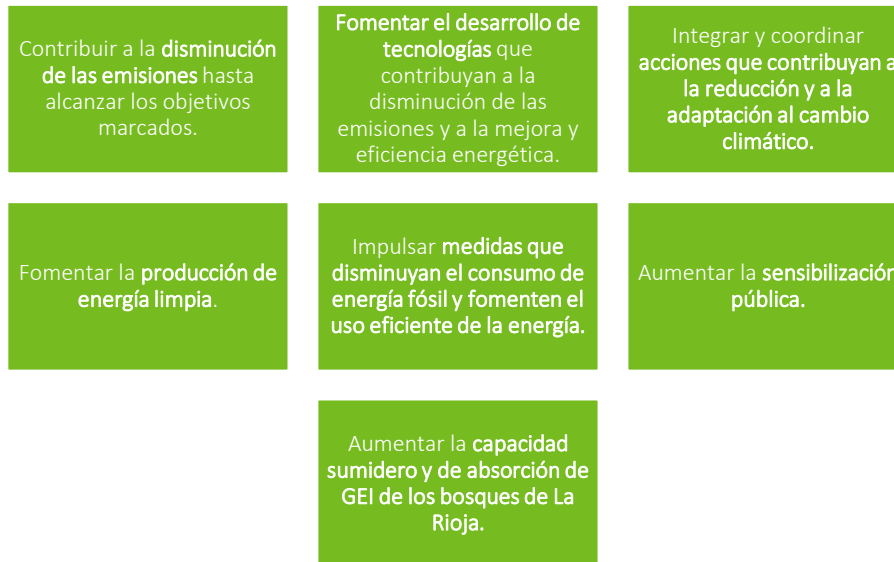 Contribuir a la disminución
de las emisiones hasta
alcanzar los objetivos
marcados.
Fomentar el desarrollo de
tecnologías que
contribuyan a la
disminución de las
emisiones y a la mejora y
eficiencia energética.
Integrar y coordinar
acciones que contribuyan a
la reducción y a la
adaptación al cambio
climático.
Fomentar la producción de
energía limpia.
Impulsar medidas que
disminuyan el consumo de
energía fósil y fomenten el
uso eficiente de la energía.
Aumentar la sensibilización
pública.
Aumentar la capacidad
sumidero y de absorción de
GEI de los bosques de La
Rioja.